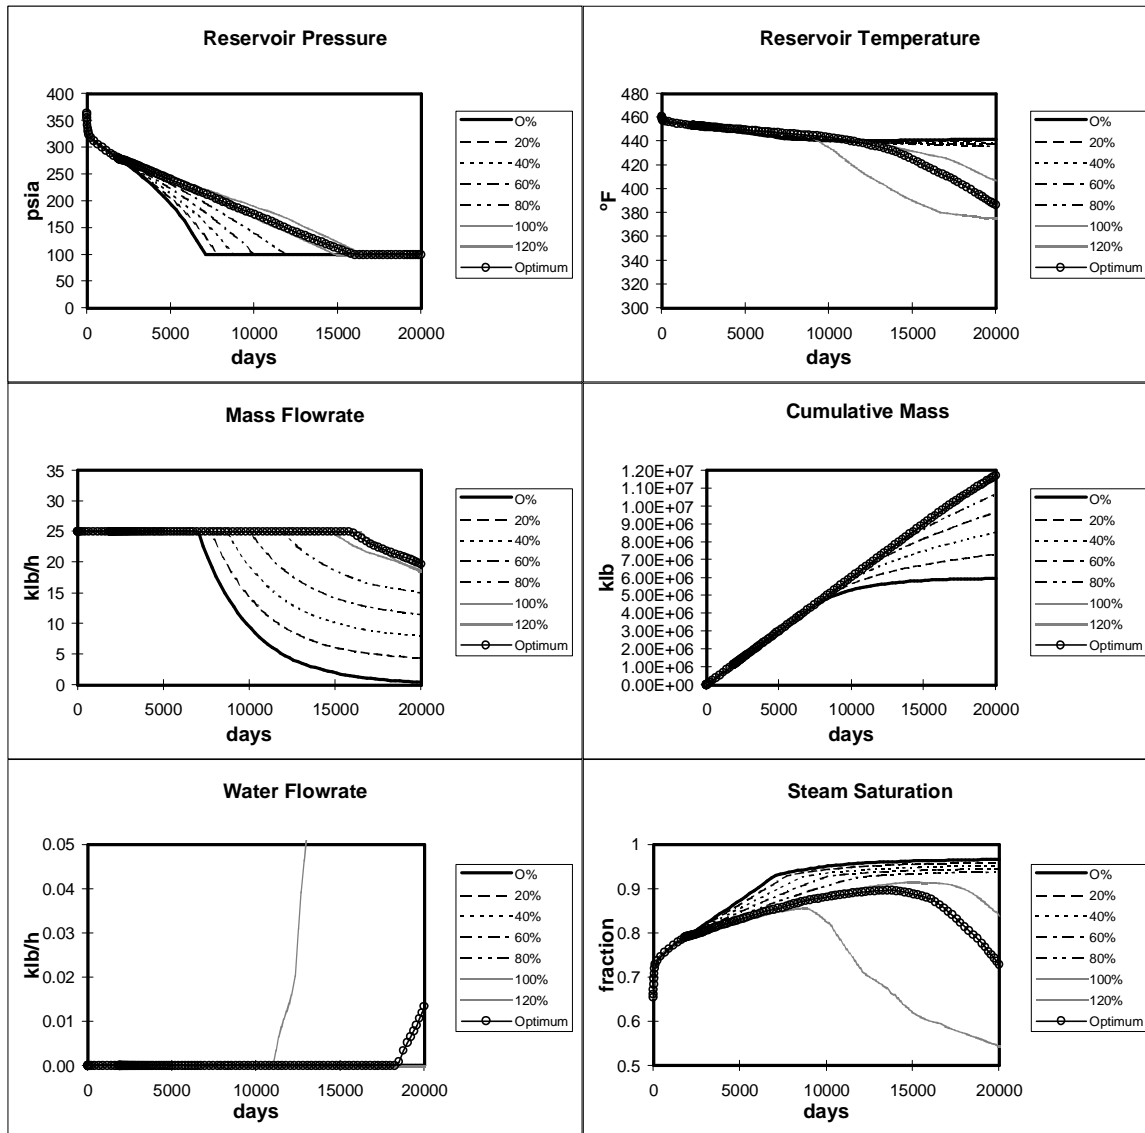 Reservoir Pressure
400
350
300
250
200
150
100
50
0
psia
0 5000 10000 15000 20000
days
O%
20%
40%
60%
80%
100%
120%
Optimum
Reservoir Temperature
480
460
440
420
400
380
360
340
320
300
°F
0 5000 10000 15000 20000
days
O%
20%
40%
60%
80%
100%
120%
Optimum
Mass Flowrate
35
30
25
20
15
10
5
0
klb/h
0 5000 10000 15000 20000
days
O%
20%
40%
60%
80%
100%
120%
Optimum
Cumulative Mass
1.20E+07
1.10E+07
1.00E+07
9.00E+06
8.00E+06
7.00E+06
6.00E+06
5.00E+06
4.00E+06
3.00E+06
2.00E+06
1.00E+06
0.00E+00
klb
0 5000 10000 15000 20000
days
O%
20%
40%
60%
80%
100%
120%
Optimum
Water Flowrate
0.05
0.04
0.03
0.02
0.01
0.00
klb/h
0 5000 10000 15000 20000
days
O%
20%
40%
60%
80%
100%
120%
Optimum
Steam Saturation
1
0.9
0.8
0.7
0.6
0.5
fraction
0 5000 10000 15000 20000
days
O%
20%
40%
60%
80%
100%
120%
Optimum